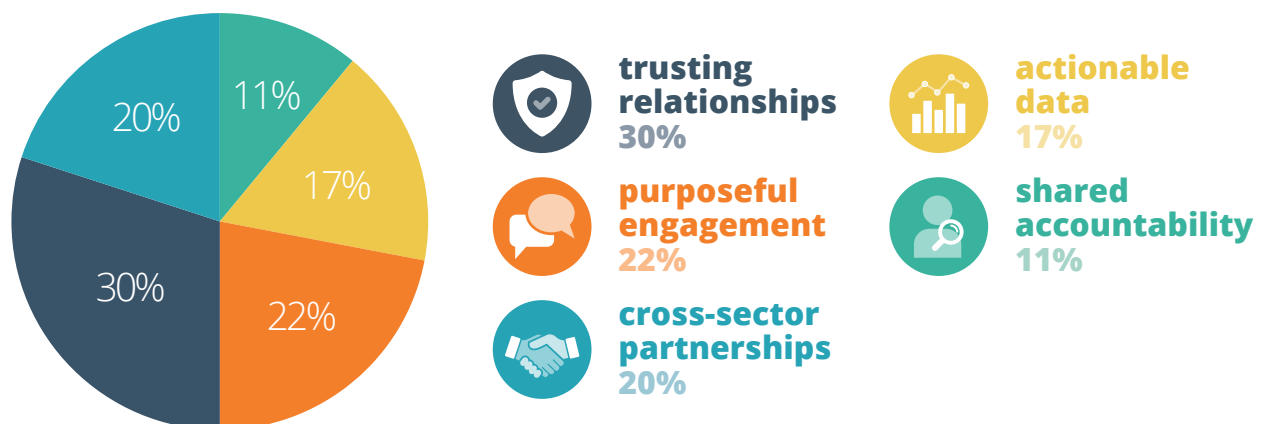 20%
11%
17%
30%
22%
trusting
relationships
30%
purposeful
engagement
22%
cross-sector
partnerships
20%
actionable
data
17%
shared
accountability
11%